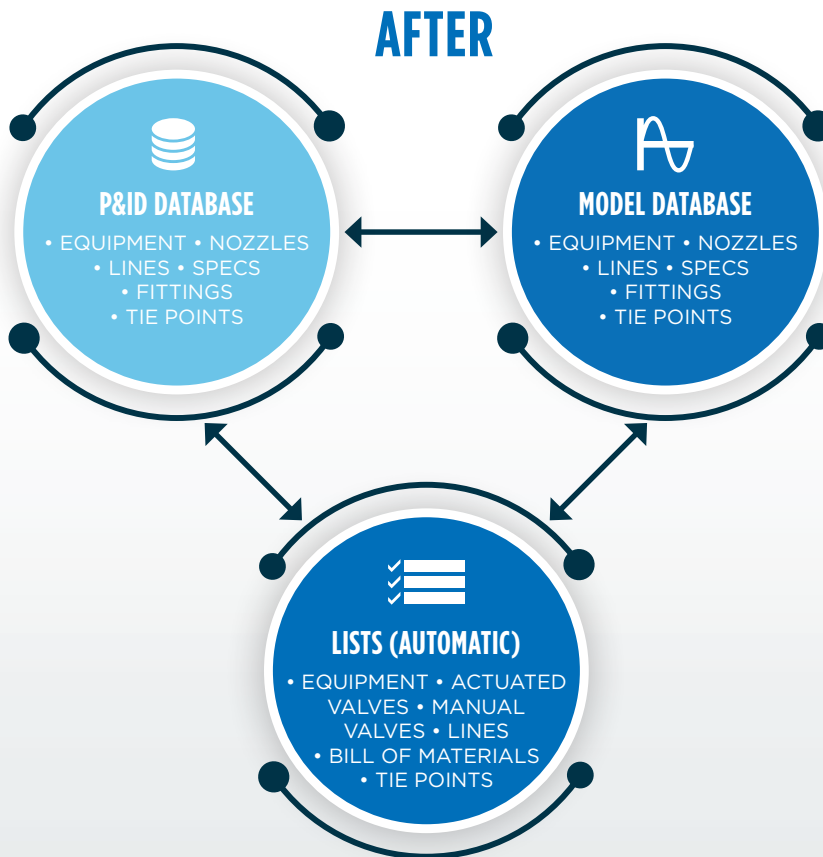 AFTER
P&ID DATABASE
• EQUIPMENT • NOZZLES
• LINES • SPECS
• FITTINGS
• TIE POINTS
MODEL DATABASE
• EQUIPMENT • NOZZLES
• LINES • SPECS
• FITTINGS
• TIE POINTS
LISTS (AUTOMATIC)
• EQUIPMENT • ACTUATED
VALVES • MANUAL
VALVES • LINES
• BILL OF MATERIALS
• TIE POINTS